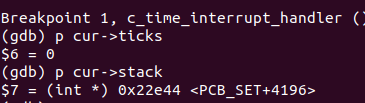 Breakpoint 1, c_time_interrupt_handler ()
(gdb) p cur->ticks
$6 = 0
(gdb) p cur->stack
$7 = (int *) 0x22e44 <PCB_SET+4196>